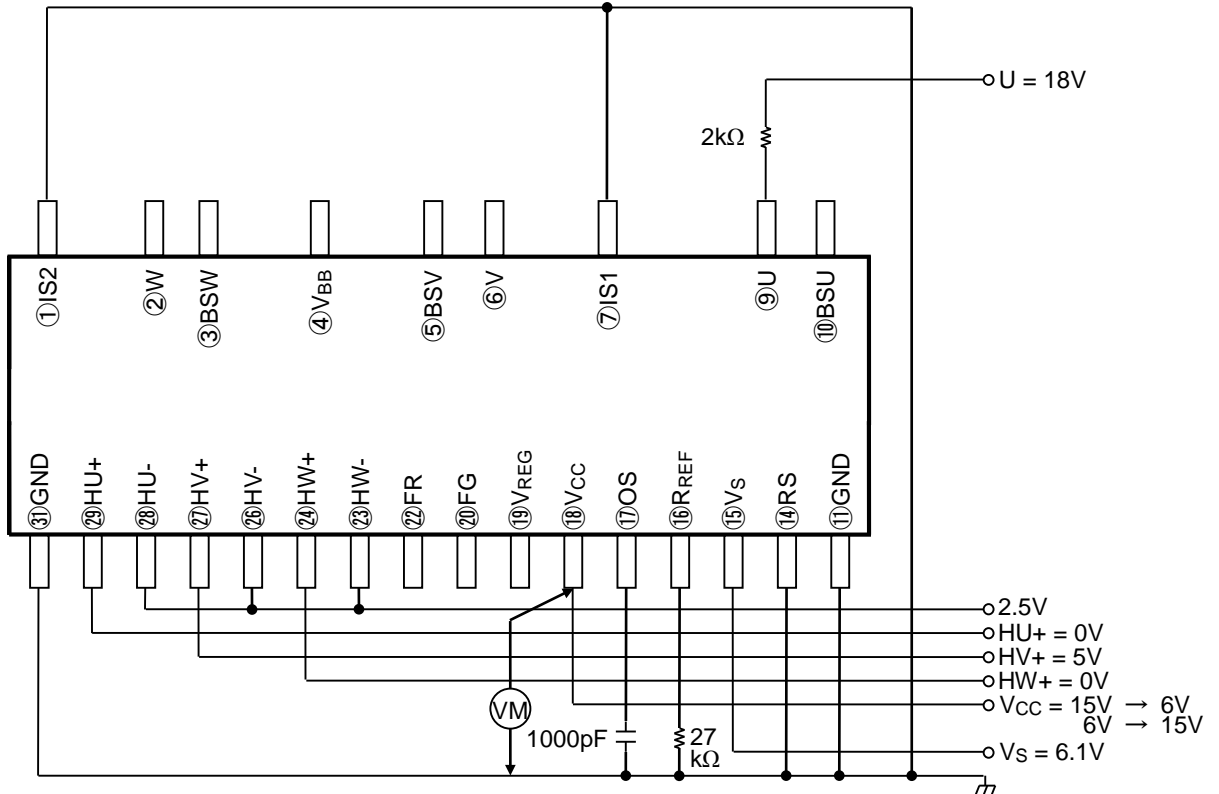 U = 18V
2kΩ
①IS2
②W
③BSW
④VBB
⑤BSV
⑥V
⑦IS1
⑨U
⑩BSU
㉛GND
㉙HU+
㉘HU-
㉗HV+
㉖HV-
㉔HW+
㉓HW-
㉒FR
⑳FG
⑲VREG
⑱VCC
⑰OS
⑯RREF
⑮VS
⑭RS
⑪GND
2.5V
HU+ = 0V
HV+ = 5V
HW+ = 0V
VM
VCC = 15V → 6V
6V → 15V
1000pF
27
kΩ
VS = 6.1V